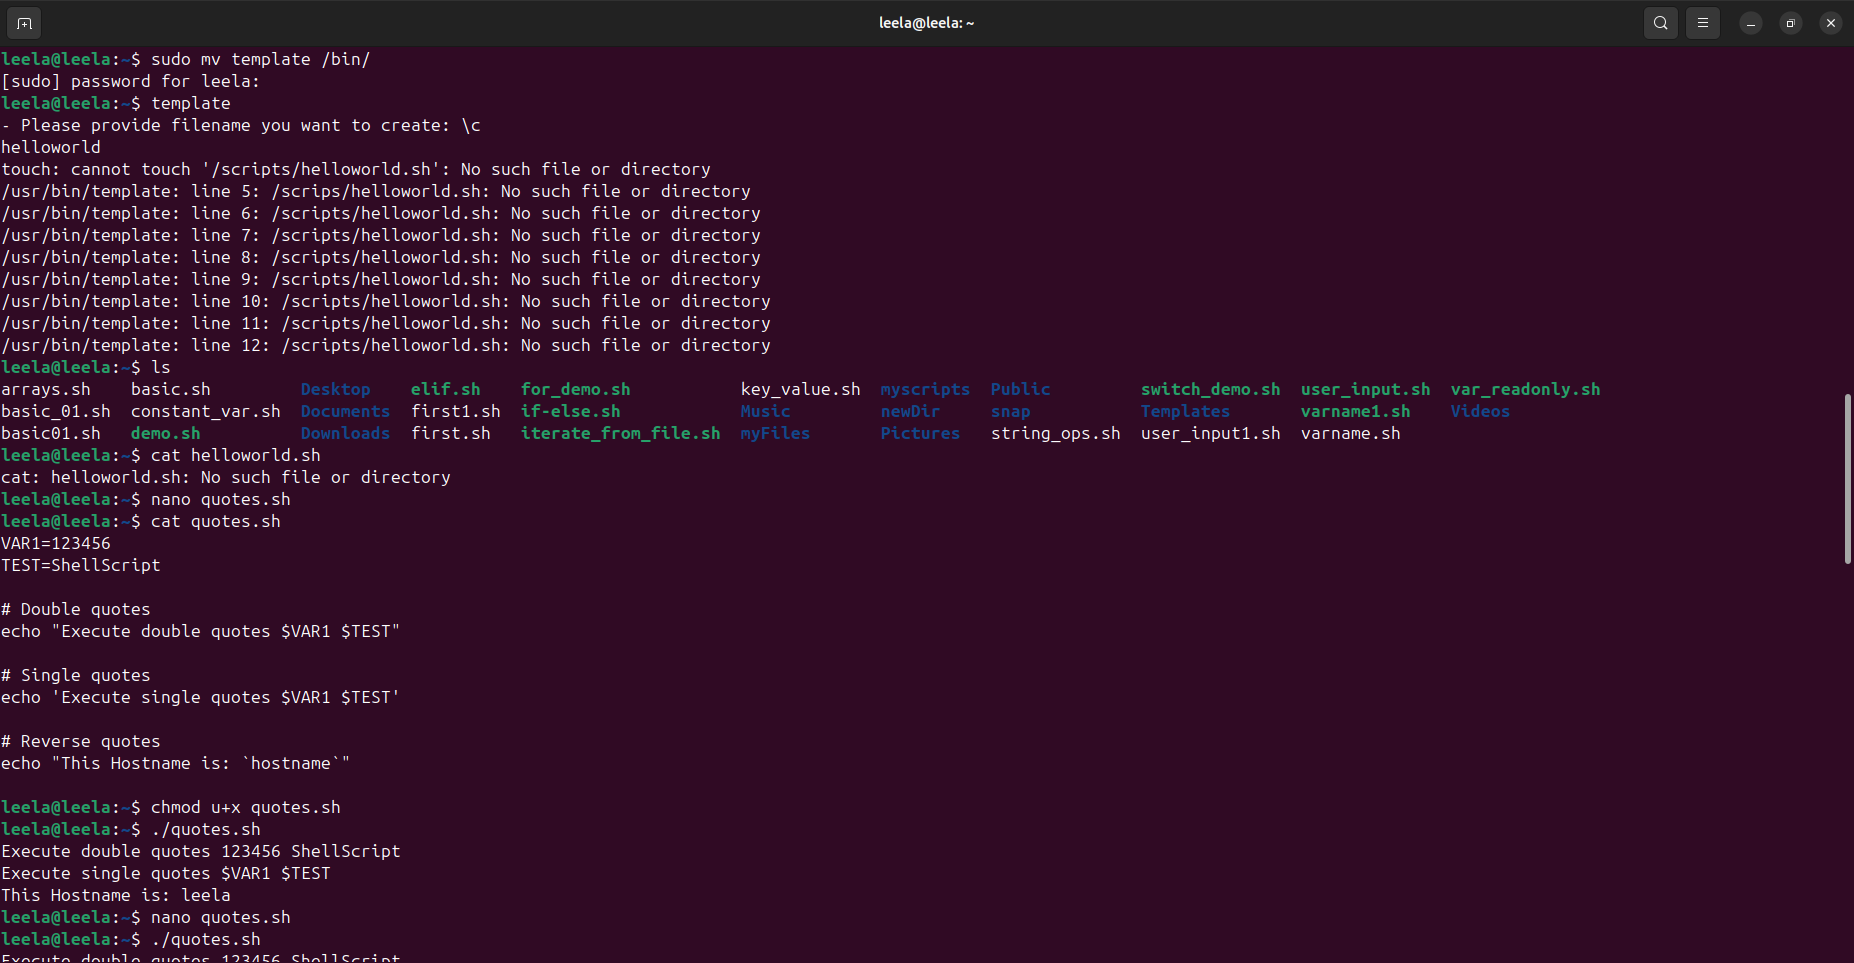 leela@leela: ~
leela@leela:~$ sudo mv template /bin/
[sudo] password for leela:
leela@leela:~$ template
- Please provide filename you want to create: \c
helloworld
touch: cannot touch '/scripts/helloworld.sh': No such file or directory
/usr/bin/template: line 5: /scrips/helloworld.sh: No such file or directory
/usr/bin/template: line 6: /scripts/helloworld.sh: No such file or directory
/usr/bin/template: line 7: /scripts/helloworld.sh: No such file or directory
/usr/bin/template: line 8: /scripts/helloworld.sh: No such file or directory
/usr/bin/template: line 9: /scripts/helloworld.sh: No such file or directory
/usr/bin/template: line 10: /scripts/helloworld.sh: No such file or directory
/usr/bin/template: line 11: /scripts/helloworld.sh: No such file or directory
/usr/bin/template: line 12: /scripts/helloworld.sh: No such file or directory
leela@leela:~$ ls
arrays.sh basic.sh Desktop elif.sh for_demo.sh key_value.sh myscripts Public switch_demo.sh user_input.sh var_readonly.sh
basic_01.sh constant_var.sh Documents first1.sh if-else.sh Music newDir snap Templates varname1.sh Videos
basic01.sh demo.sh Downloads first.sh iterate_from_file.sh myFiles Pictures string_ops.sh user_input1.sh varname.sh
leela@leela:~$ cat helloworld.sh
cat: helloworld.sh: No such file or directory
leela@leela:~$ nano quotes.sh
leela@leela:~$ cat quotes.sh
VAR1=123456
TEST=ShellScript
# Double quotes
echo "Execute double quotes $VAR1 $TEST"
# Single quotes
echo 'Execute single quotes $VAR1 $TEST'
# Reverse quotes
echo "This Hostname is: `hostname`"
leela@leela:~$ chmod u+x quotes.sh
leela@leela:~$ ./quotes.sh
Execute double quotes 123456 ShellScript
Execute single quotes $VAR1 $TEST
This Hostname is: leela
leela@leela:~$ nano quotes.sh
leela@leela:~$ ./quotes.sh
Execute double quotes 123456 ShellScript